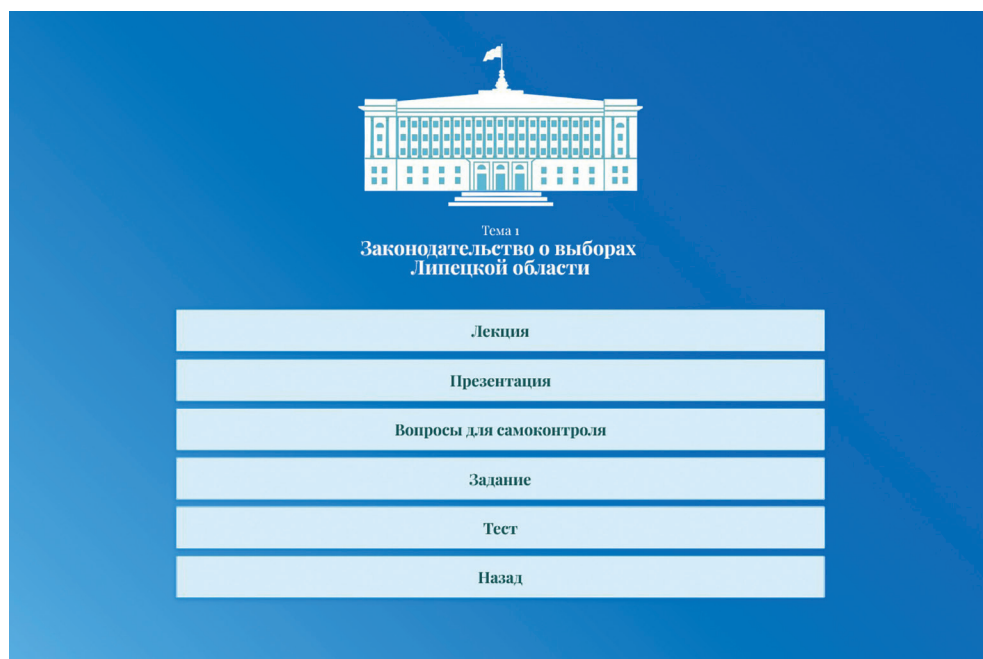 Тема 1
Законодательство о выборах
Липецкой области
Лекция
Презентация
Вопросы для самоконтроля
Задание
Тест
Назад